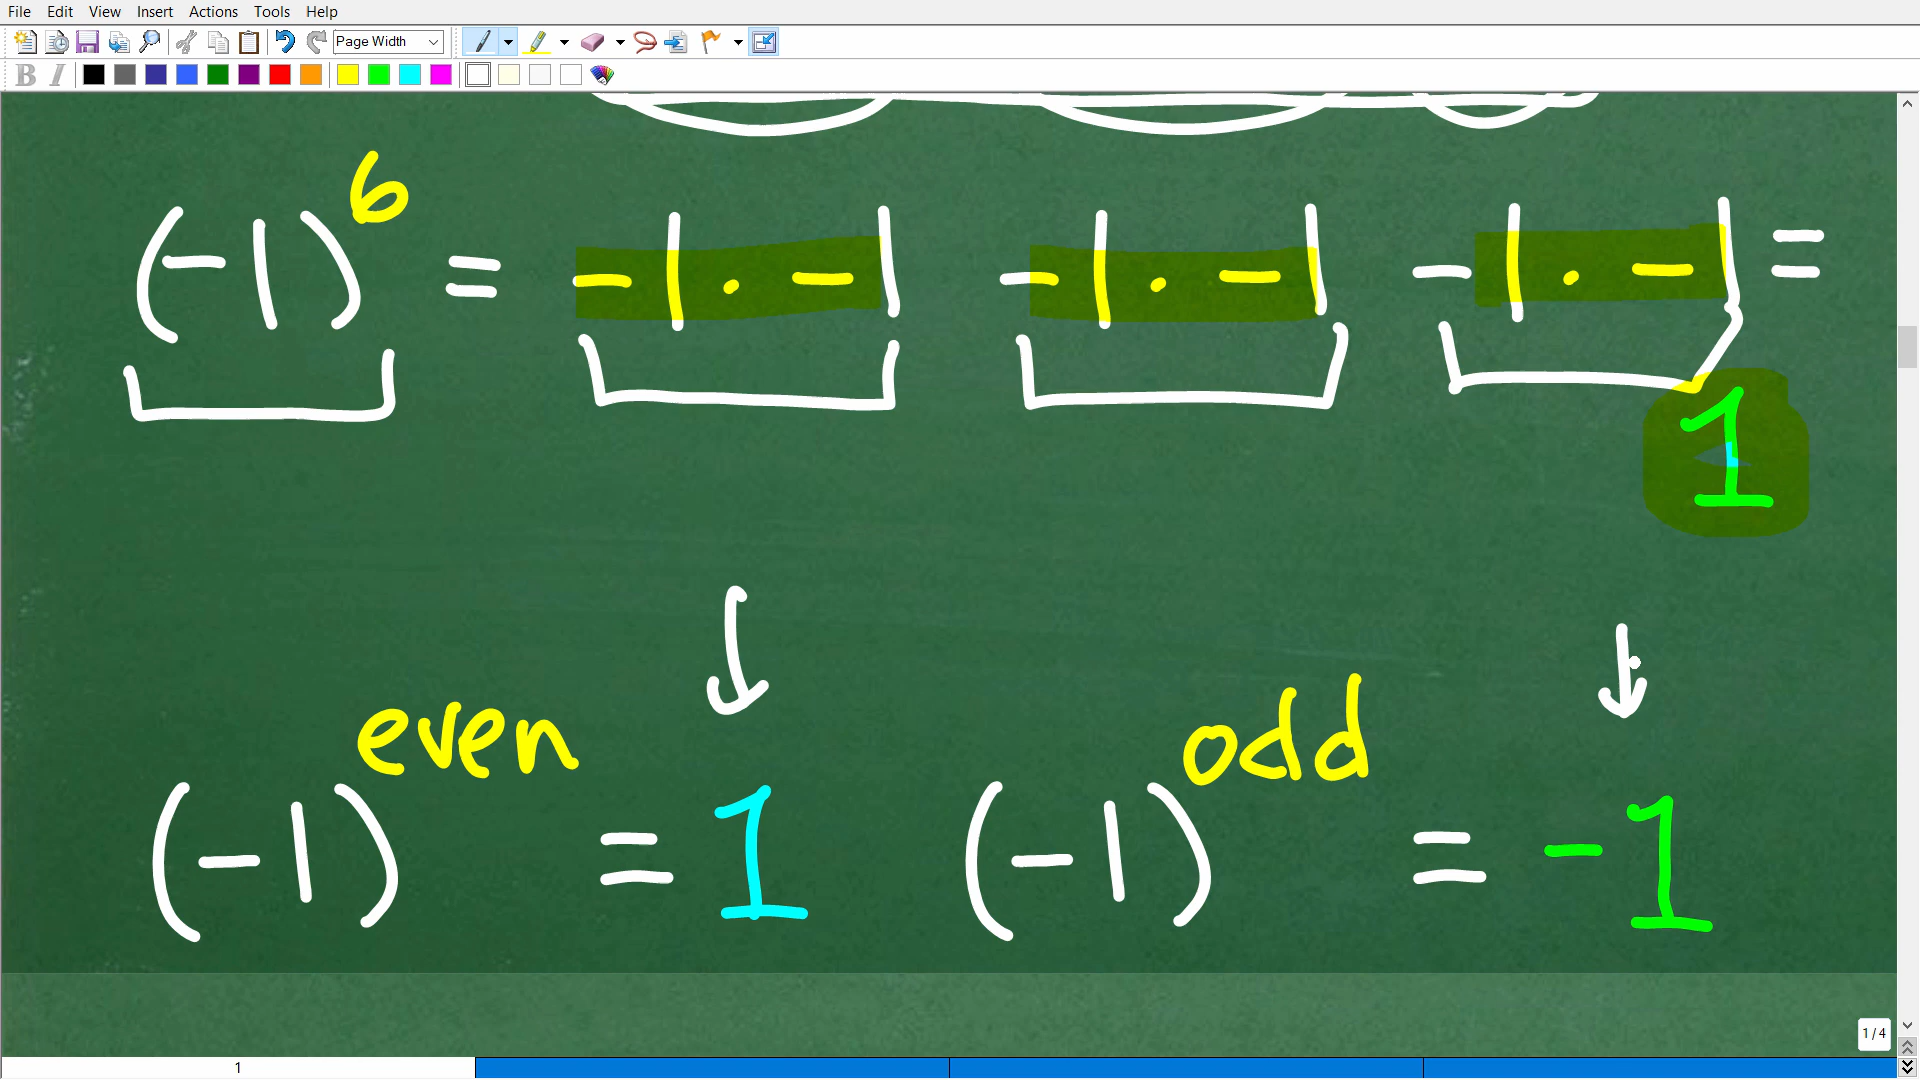 File Edit View Insert Actions Tools Help
Page Width
B I
(-1)⁶ = -1 · -1 -1 · -1 -1 · -1 =
1
(-1)^even = 1 (-1)^odd = -1
1 / 4
1